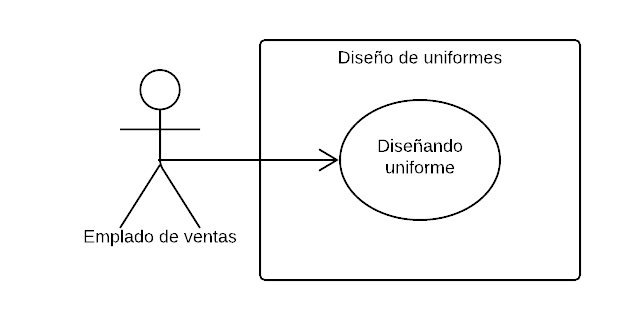 Diseño de uniformes
Diseñando
uniforme
Emplado de ventas